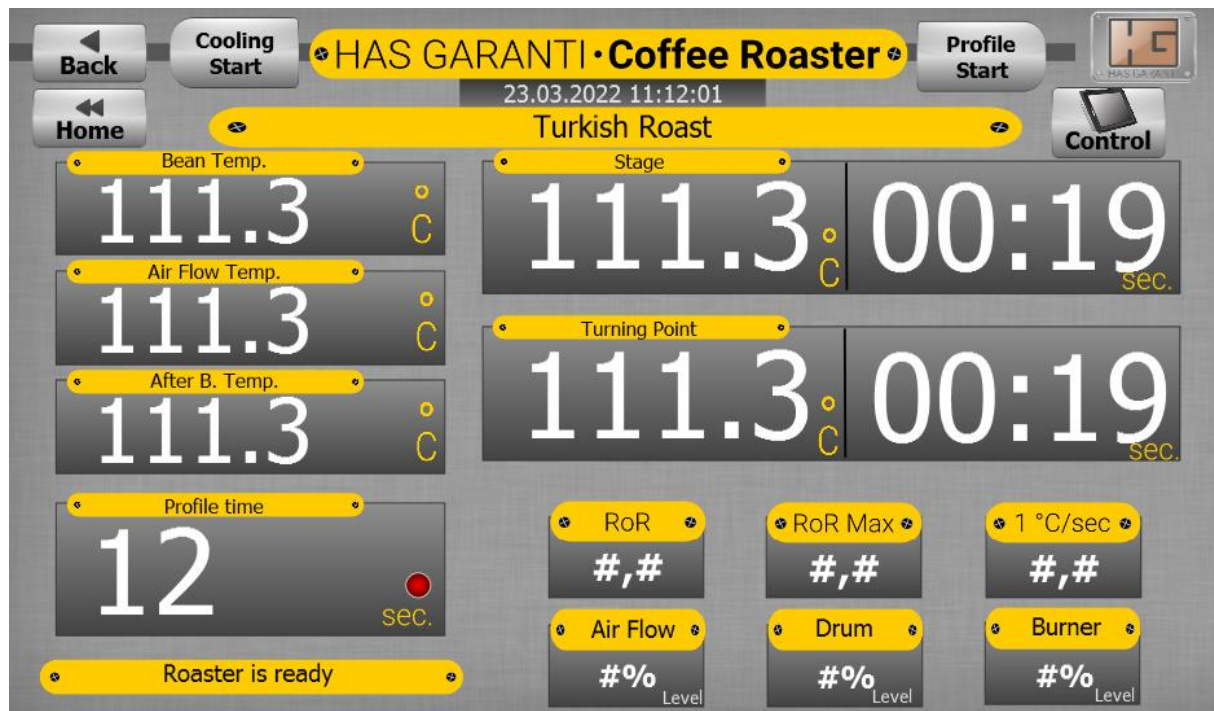 Back
Cooling
Start
HAS GARANTI·Coffee Roaster
Profile
Start
HG
HAS GARANTI
23.03.2022 11:12:01
Home
Turkish Roast
Control
Bean Temp.
111.3 °C
Air Flow Temp.
111.3 °C
After B. Temp.
111.3 °C
Profile time
12 sec.
Roaster is ready
Stage
111.3 °C 00:19 sec.
Turning Point
111.3 °C 00:19 sec.
RoR RoR Max 1 °C/sec
#,# #,# #,#
Air Flow Drum Burner
#% Level #% Level #% Level